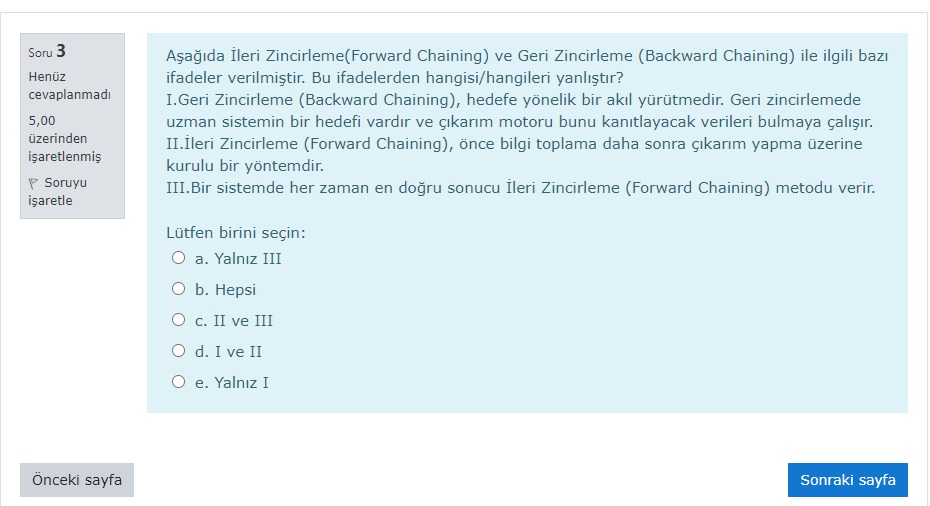 Soru 3
Henüz
cevaplanmadı
5,00
üzerinden
işaretlenmiş
Soruyu
işaretle
Aşağıda İleri Zincirleme(Forward Chaining) ve Geri Zincirleme (Backward Chaining) ile ilgili bazı
ifadeler verilmiştir. Bu ifadelerden hangisi/hangileri yanlıştır?
I.Geri Zincirleme (Backward Chaining), hedefe yönelik bir akıl yürütmedir. Geri zincirlemede
uzman sistemin bir hedefi vardır ve çıkarım motoru bunu kanıtlayacak verileri bulmaya çalışır.
II.İleri Zincirleme (Forward Chaining), önce bilgi toplama daha sonra çıkarım yapma üzerine
kurulu bir yöntemdir.
III.Bir sistemde her zaman en doğru sonucu İleri Zincirleme (Forward Chaining) metodu verir.
Lütfen birini seçin:
a. Yalnız III
b. Hepsi
c. II ve III
d. I ve II
e. Yalnız I
Önceki sayfa
Sonraki sayfa